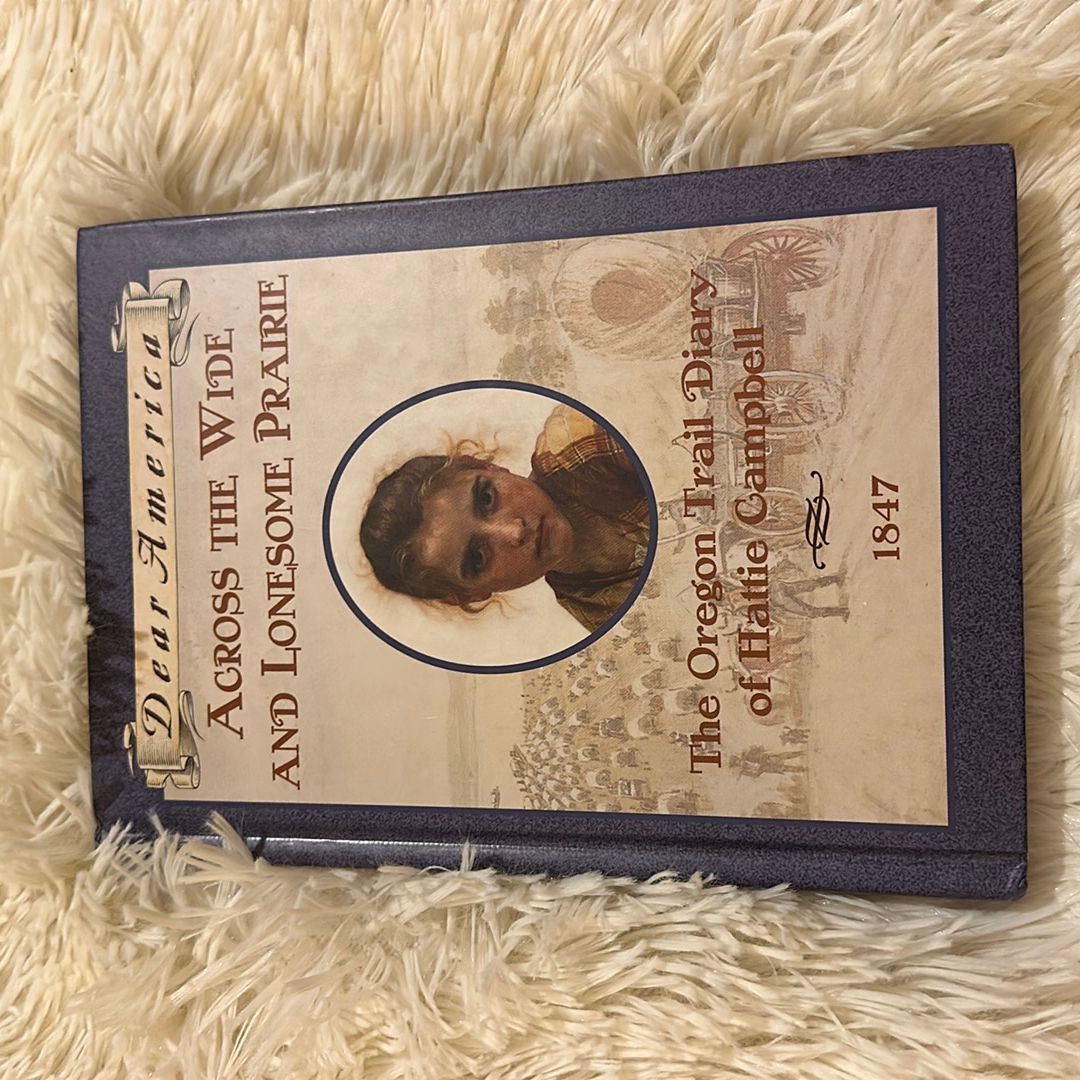 Dear America
ACROSS THE WIDE
AND LONESOME PRAIRIE
The Oregon Trail Diary
of Hattie Campbell
1847